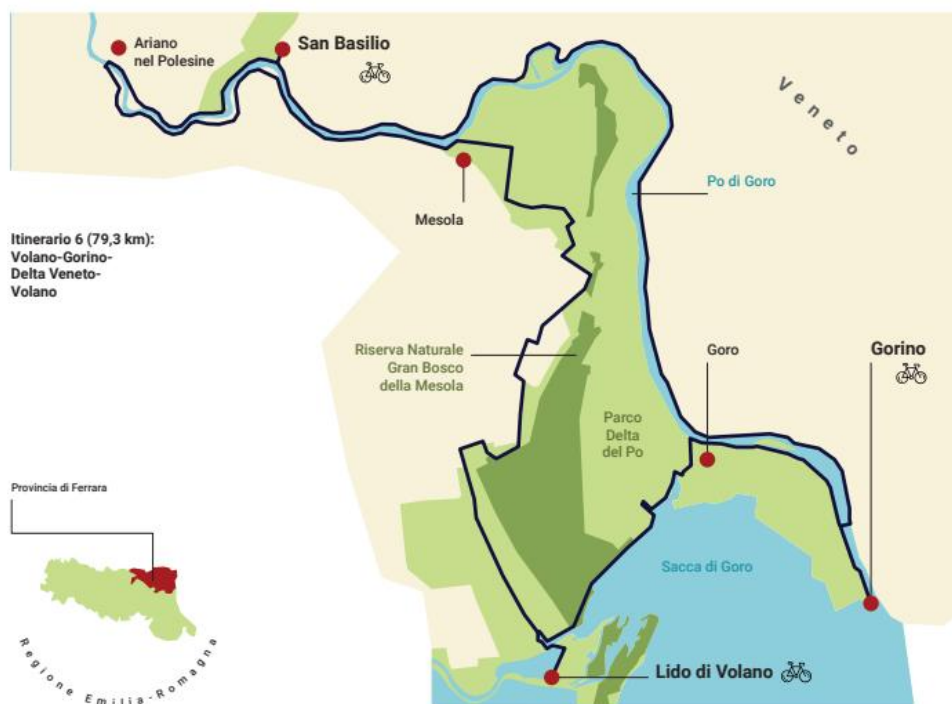 Ariano
nel Polesine
San Basilio
Veneto
Po di Goro
Mesola
Itinerario 6 (79,3 km):
Volano-Gorino-
Delta Veneto-
Volano
Riserva Naturale
Gran Bosco
della Mesola
Goro
Gorino
Parco
Delta
del Po
Provincia di Ferrara
Sacca di Goro
Regione Emilia-Romagna
Lido di Volano